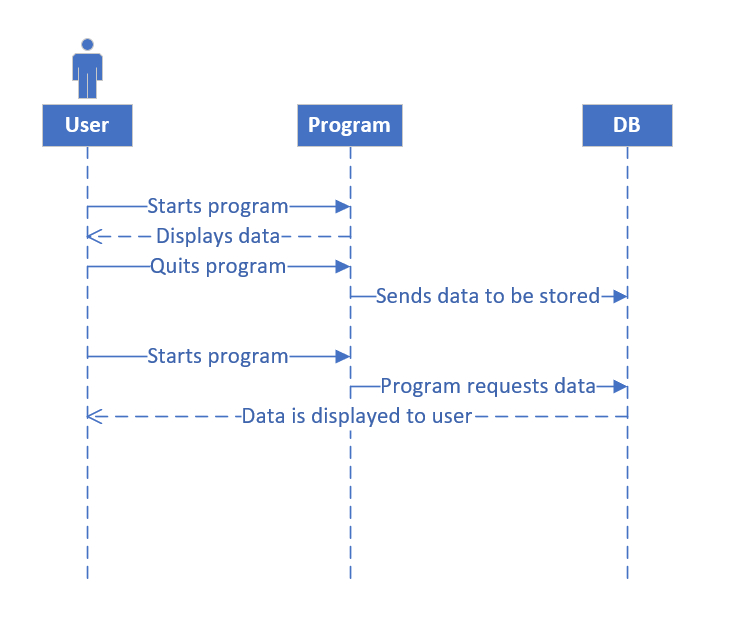 User
Program
DB
Starts program
Displays data
Quits program
Sends data to be stored
Starts program
Program requests data
Data is displayed to user